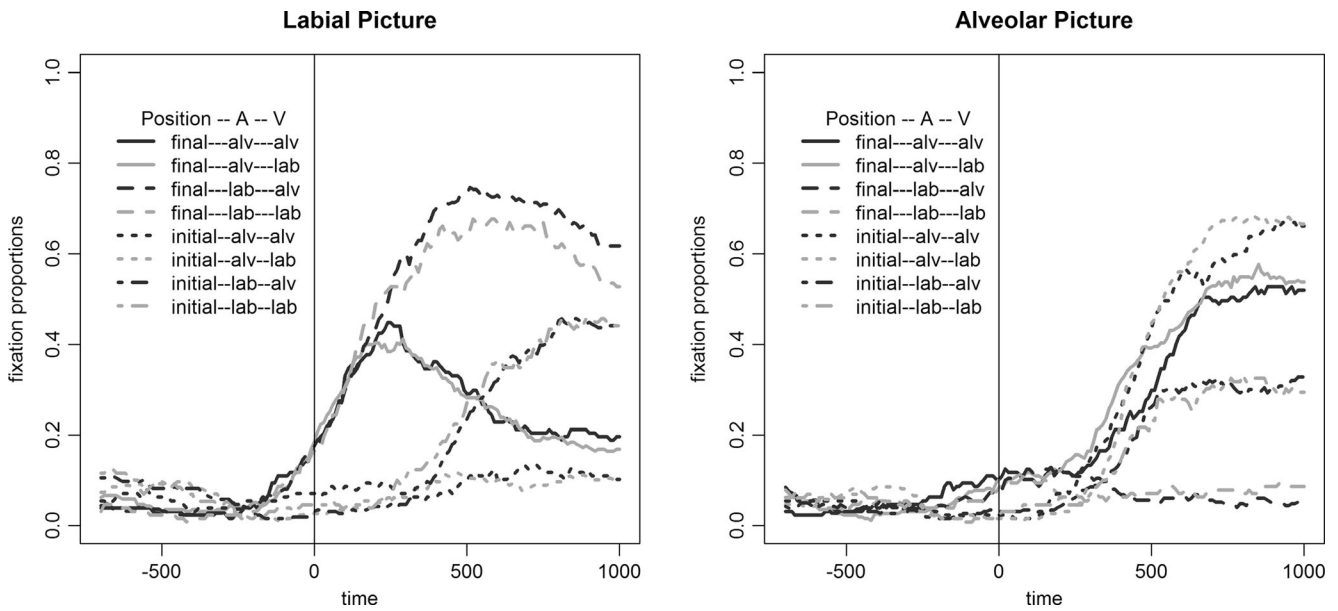 Labial Picture
fixation proportions
1.0
0.8
0.6
0.4
0.2
0.0
Position -- A -- V
final---alv---alv
final---alv---lab
final---lab---alv
final---lab---lab
initial--alv--alv
initial--alv--lab
initial--lab--alv
initial--lab--lab
-500 0 500 1000
time
Alveolar Picture
fixation proportions
1.0
0.8
0.6
0.4
0.2
0.0
Position -- A -- V
final---alv---alv
final---alv---lab
final---lab---alv
final---lab---lab
initial--alv--alv
initial--alv--lab
initial--lab--alv
initial--lab--lab
-500 0 500 1000
time